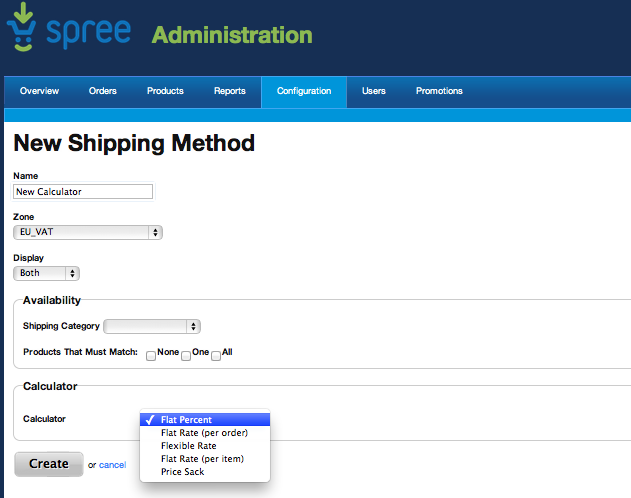 spree Administration
Overview Orders Products Reports Configuration Users Promotions
New Shipping Method
Name
New Calculator
Zone
EU_VAT
Display
Both
Availability
Shipping Category
Products That Must Match: None One All
Calculator
Calculator
✓ Flat Percent
Flat Rate (per order)
Flexible Rate
Flat Rate (per item)
Price Sack
Create or cancel